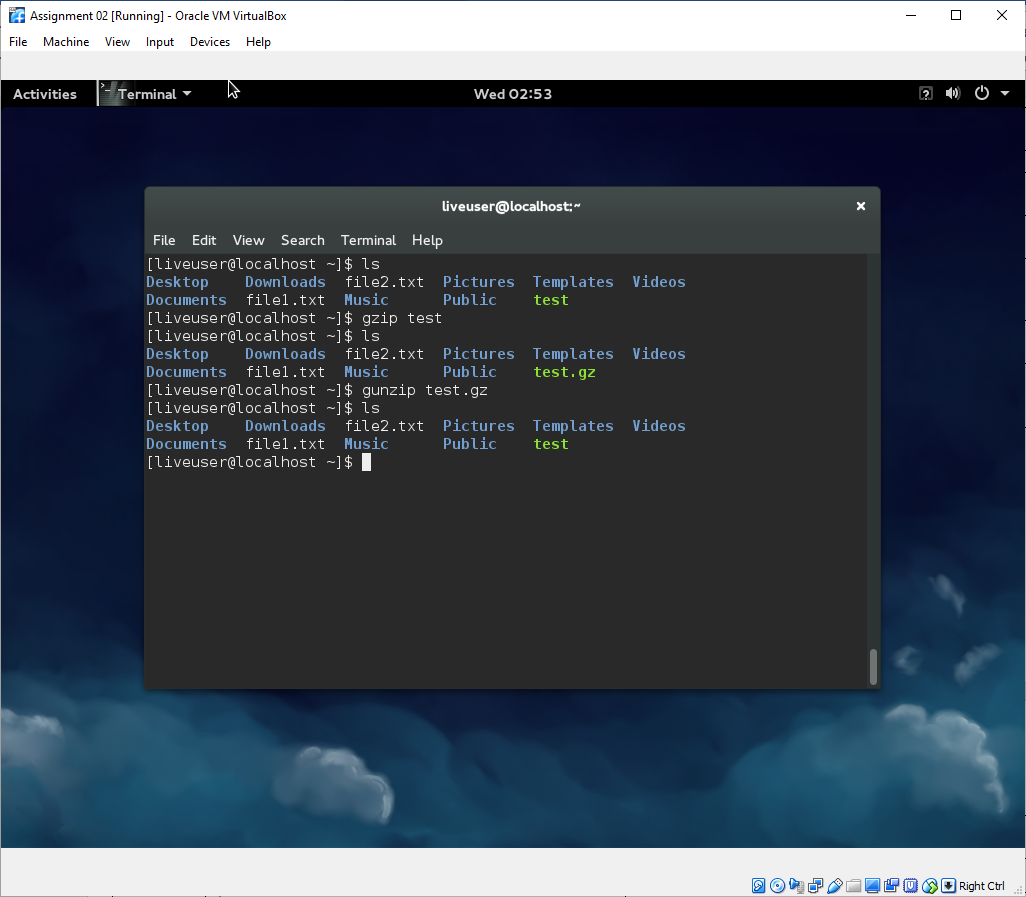 Assignment 02 [Running] - Oracle VM VirtualBox
File Machine View Input Devices Help
Activities Terminal Wed 02:53
liveuser@localhost:~
File Edit View Search Terminal Help
[liveuser@localhost ~]$ ls
Desktop Downloads file2.txt Pictures Templates Videos
Documents file1.txt Music Public test
[liveuser@localhost ~]$ gzip test
[liveuser@localhost ~]$ ls
Desktop Downloads file2.txt Pictures Templates Videos
Documents file1.txt Music Public test.gz
[liveuser@localhost ~]$ gunzip test.gz
[liveuser@localhost ~]$ ls
Desktop Downloads file2.txt Pictures Templates Videos
Documents file1.txt Music Public test
[liveuser@localhost ~]$
Right Ctrl